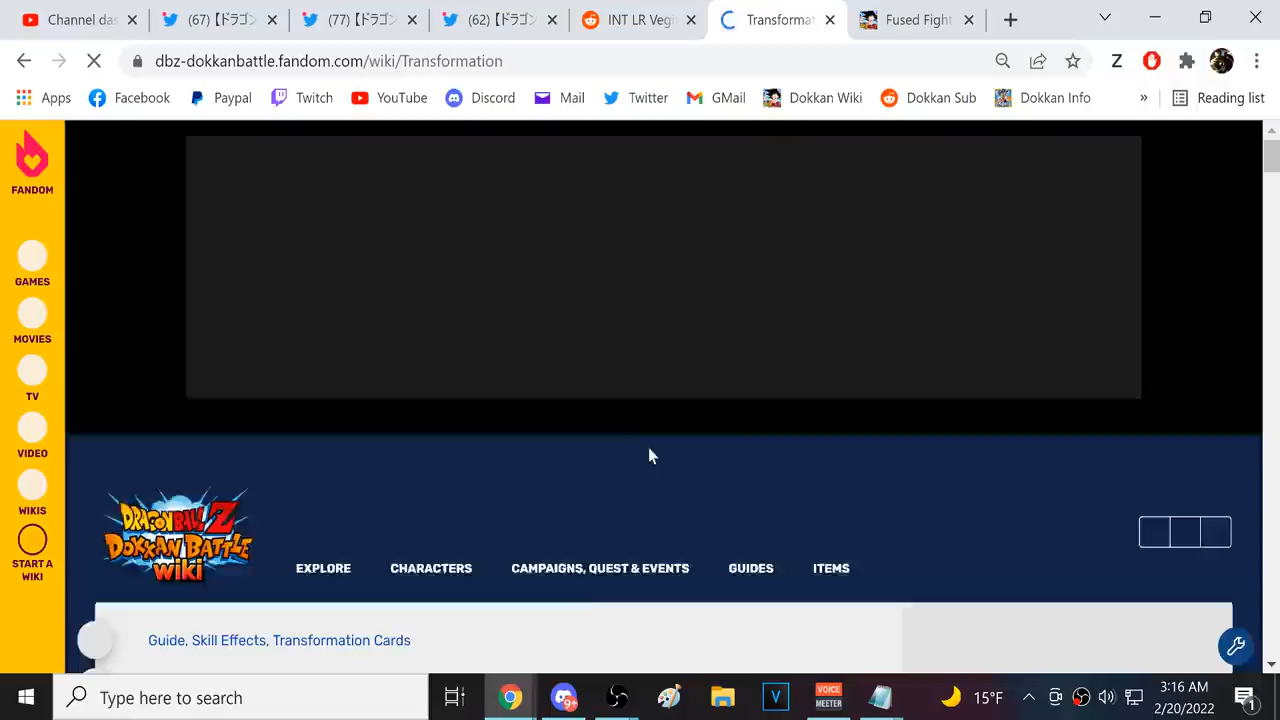 Channel das
(67)【ドラゴン
(77)【ドラゴン
(62)【ドラゴン
INT LR Vegi
Transforma
Fused Fight
dbz-dokkanbattle.fandom.com/wiki/Transformation
Z
Apps
Facebook
Paypal
Twitch
YouTube
Discord
Mail
Twitter
GMail
Dokkan Wiki
Dokkan Sub
Dokkan Info
»
Reading list
FANDOM
GAMES
MOVIES
TV
VIDEO
WIKIS
START A
WIKI
DRAGON BALL Z
DOKKAN BATTLE
wiki
EXPLORE
CHARACTERS
CAMPAIGNS, QUEST & EVENTS
GUIDES
ITEMS
Guide, Skill Effects, Transformation Cards
Type here to search
9+
V
VOICE
MEETER
15°F
3:16 AM
2/20/2022
1